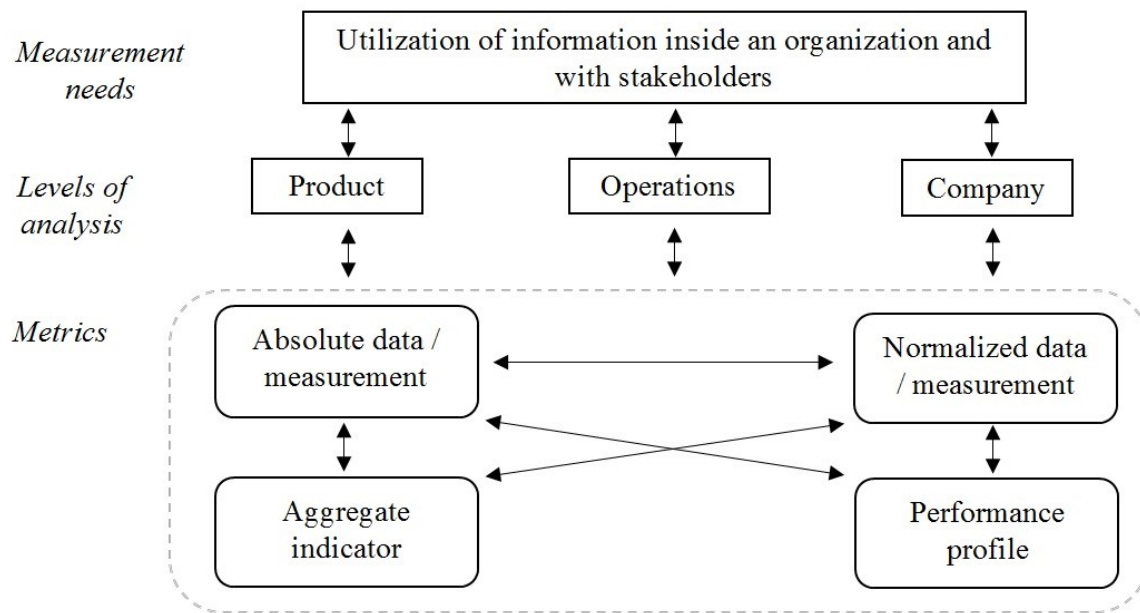 Measurement
needs
Utilization of information inside an organization and
with stakeholders
Levels of
analysis
Product
Operations
Company
Metrics
Absolute data /
measurement
Normalized data
/ measurement
Aggregate
indicator
Performance
profile